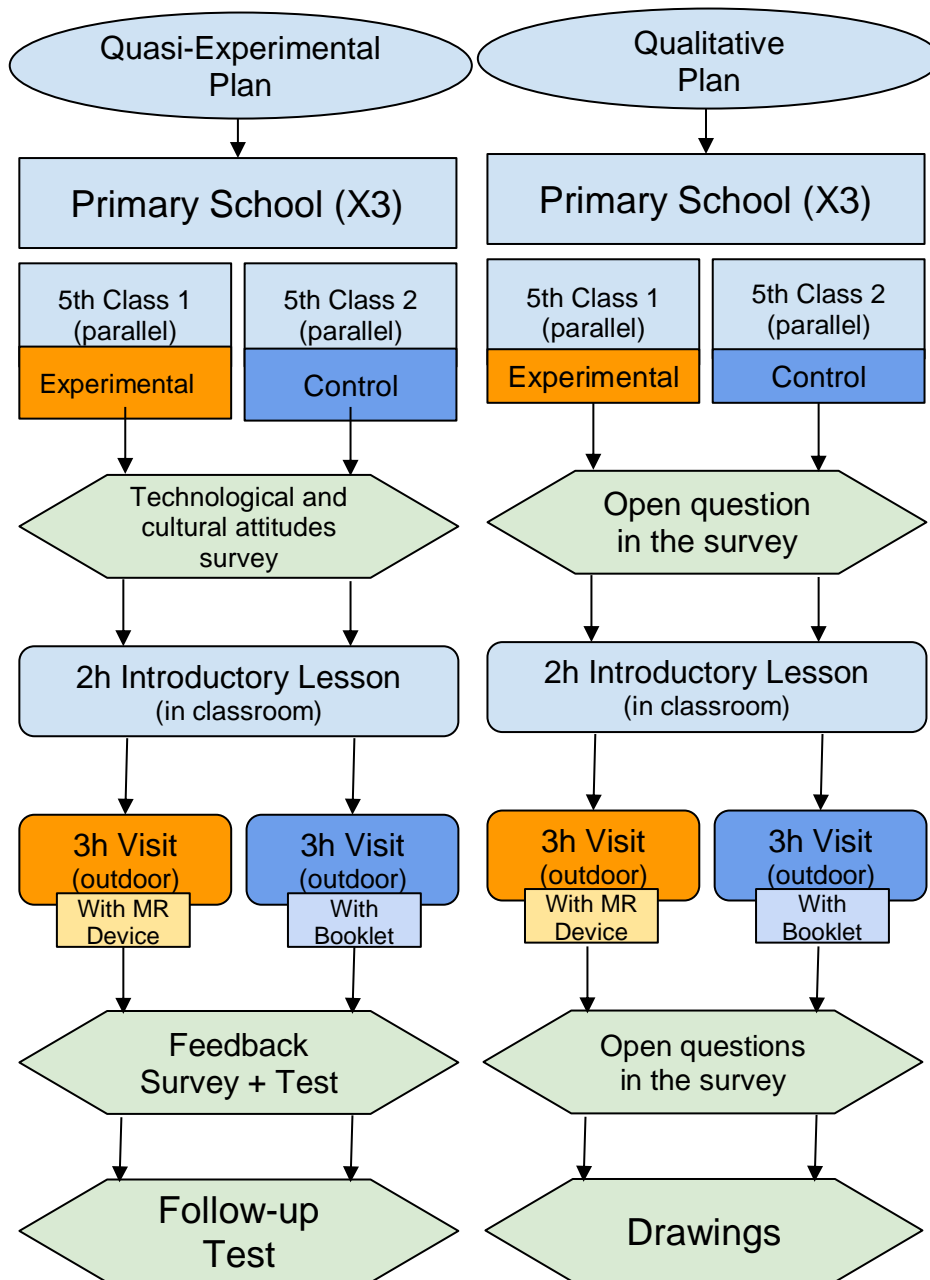 Quasi-Experimental
Plan
Primary School (X3)
5th Class 1
(parallel)
Experimental
5th Class 2
(parallel)
Control
Technological and
cultural attitudes
survey
2h Introductory Lesson
(in classroom)
3h Visit
(outdoor)
With MR
Device
3h Visit
(outdoor)
With
Booklet
Feedback
Survey + Test
Follow-up
Test
Qualitative
Plan
Primary School (X3)
5th Class 1
(parallel)
Experimental
5th Class 2
(parallel)
Control
Open question
in the survey
2h Introductory Lesson
(in classroom)
3h Visit
(outdoor)
With MR
Device
3h Visit
(outdoor)
With
Booklet
Open questions
in the survey
Drawings